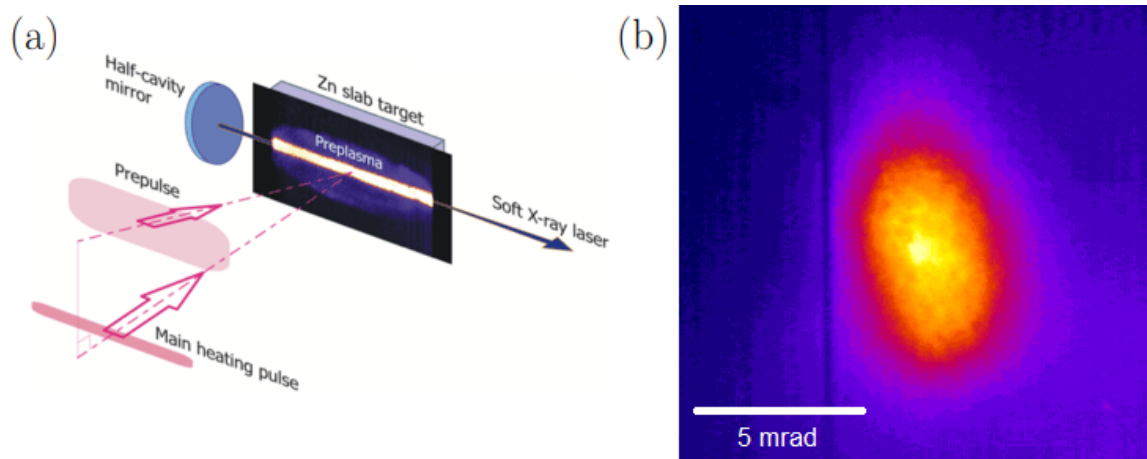 (a)
Half-cavity
mirror
Zn slab target
Preplasma
Prepulse
Soft X-ray laser
Main heating pulse
(b)
5 mrad